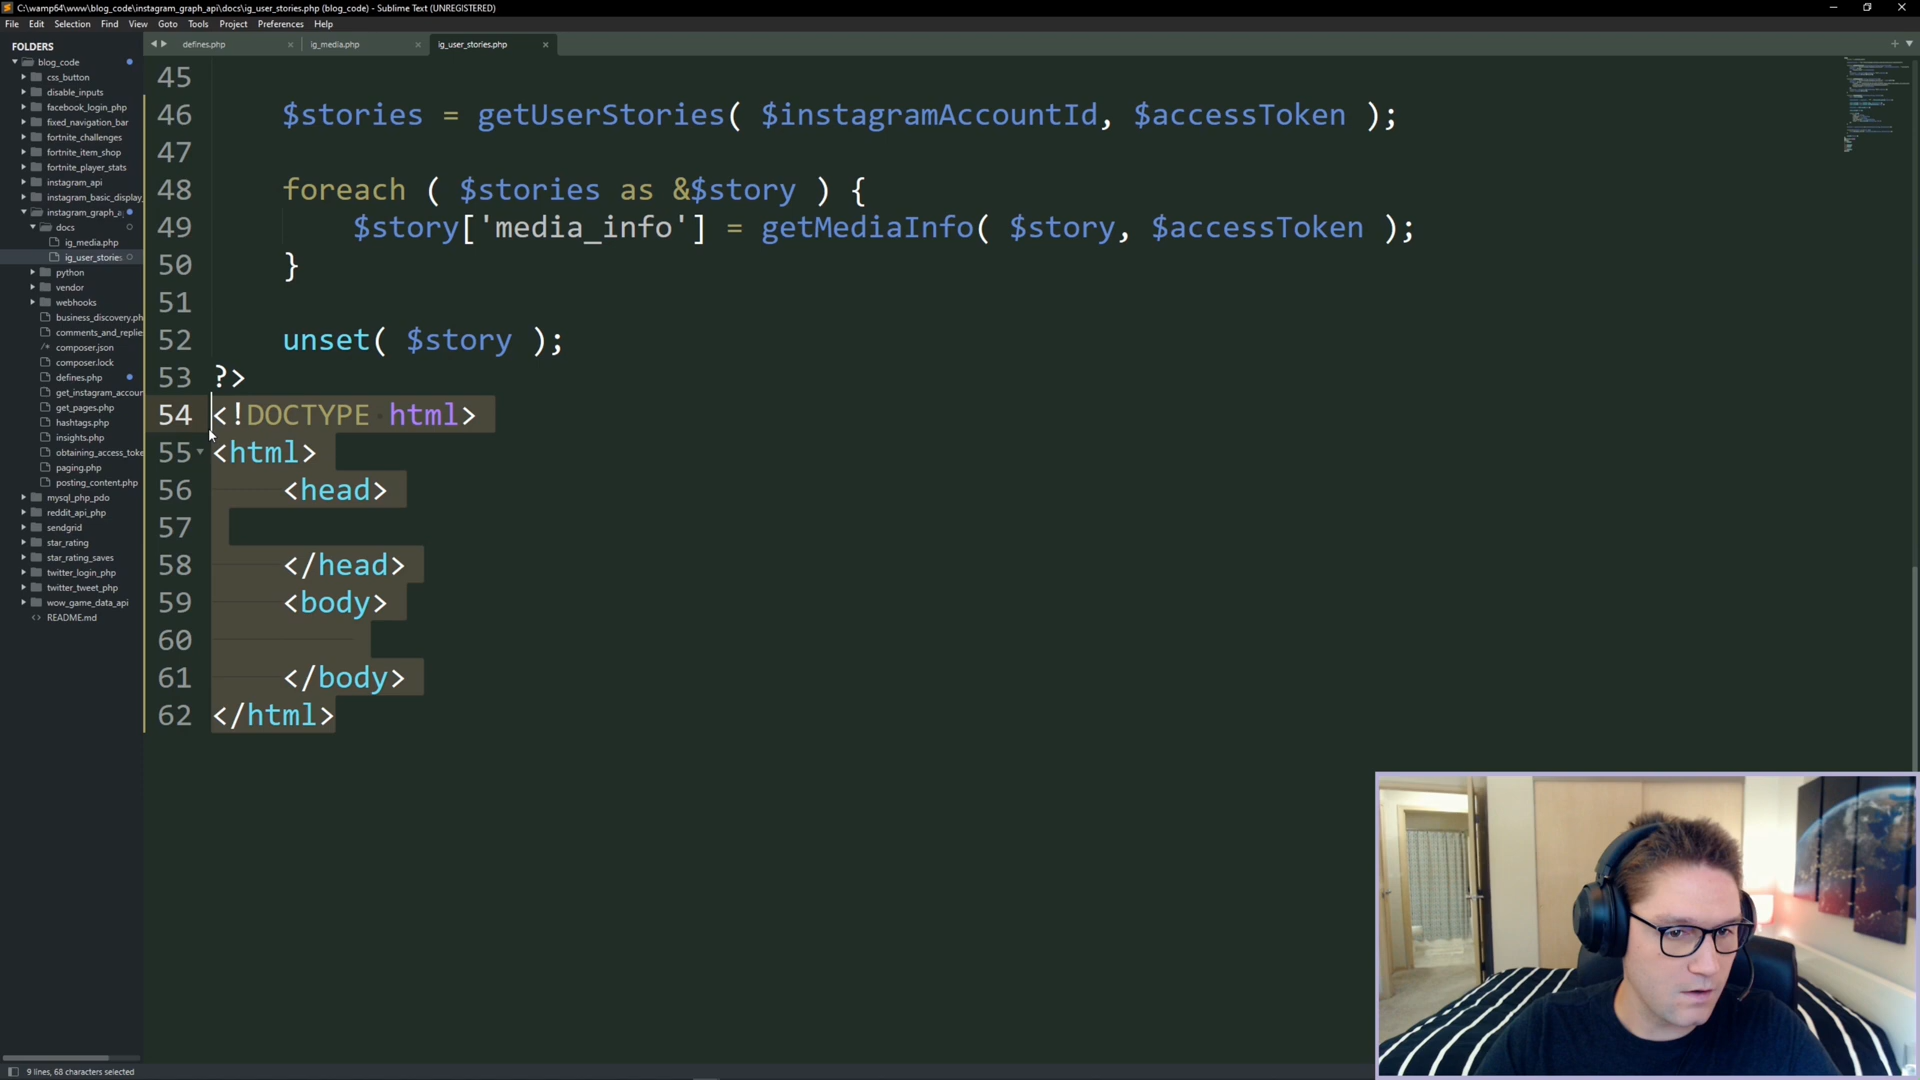 C:\wamp64\www\blog_code\instagram_graph_api\docs\ig_user_stories.php (blog_code) - Sublime Text (UNREGISTERED)
File Edit Selection Find View Goto Tools Project Preferences Help
FOLDERS
blog_code
css_button
disable_inputs
facebook_login_php
fixed_navigation_bar
fortnite_challenges
fortnite_item_shop
fortnite_player_stats
instagram_api
instagram_basic_display_
instagram_graph_a
docs
ig_media.php
ig_user_stories
python
vendor
webhooks
business_discovery.ph
comments_and_replie
/* composer.json
composer.lock
defines.php
get_instagram_accoun
get_pages.php
hashtags.php
insights.php
obtaining_access_toke
paging.php
posting_content.php
mysql_php_pdo
reddit_api_php
sendgrid
star_rating
star_rating_saves
twitter_login_php
twitter_tweet_php
wow_game_data_api
<> README.md
defines.php × ig_media.php × ig_user_stories.php ×
45
46 $stories = getUserStories( $instagramAccountId, $accessToken );
47
48 foreach ( $stories as &$story ) {
49 $story['media_info'] = getMediaInfo( $story, $accessToken );
50 }
51
52 unset( $story );
53 ?>
54 <!DOCTYPE html>
55 <html>
56 <head>
57
58 </head>
59 <body>
60
61 </body>
62 </html>
9 lines, 68 characters selected